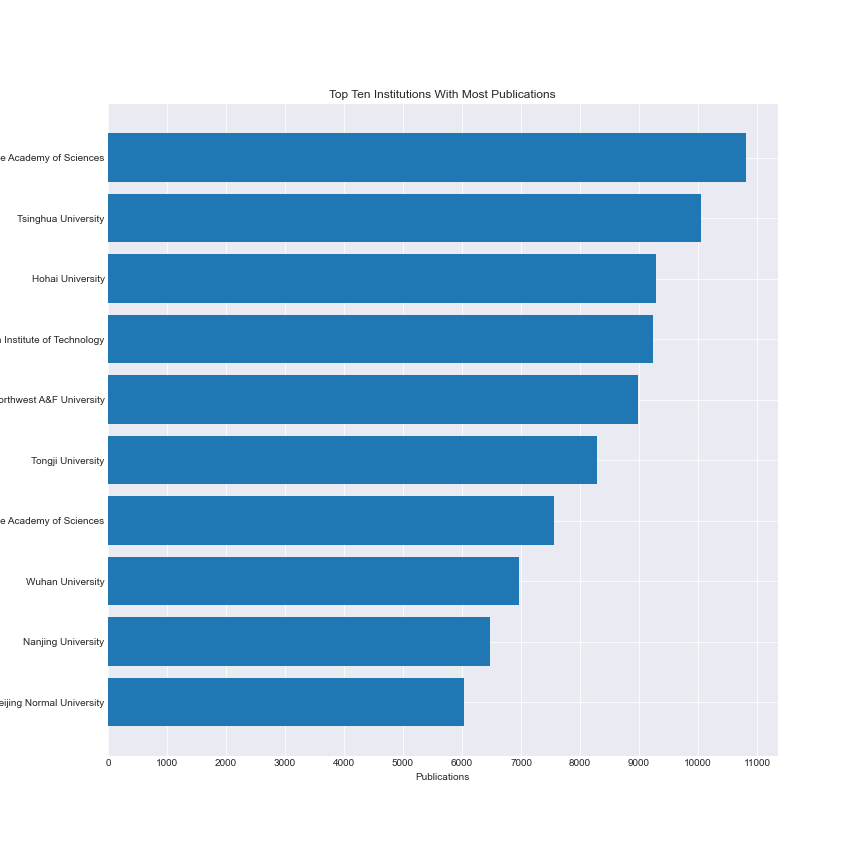 Top Ten Institutions With Most Publications
Academy of Sciences
Tsinghua University
Hohai University
Institute of Technology
A&F University
Tongji University
Academy of Sciences
Wuhan University
Nanjing University
Normal University
0 1000 2000 3000 4000 5000 6000 7000 8000 9000 10000 11000
Publications